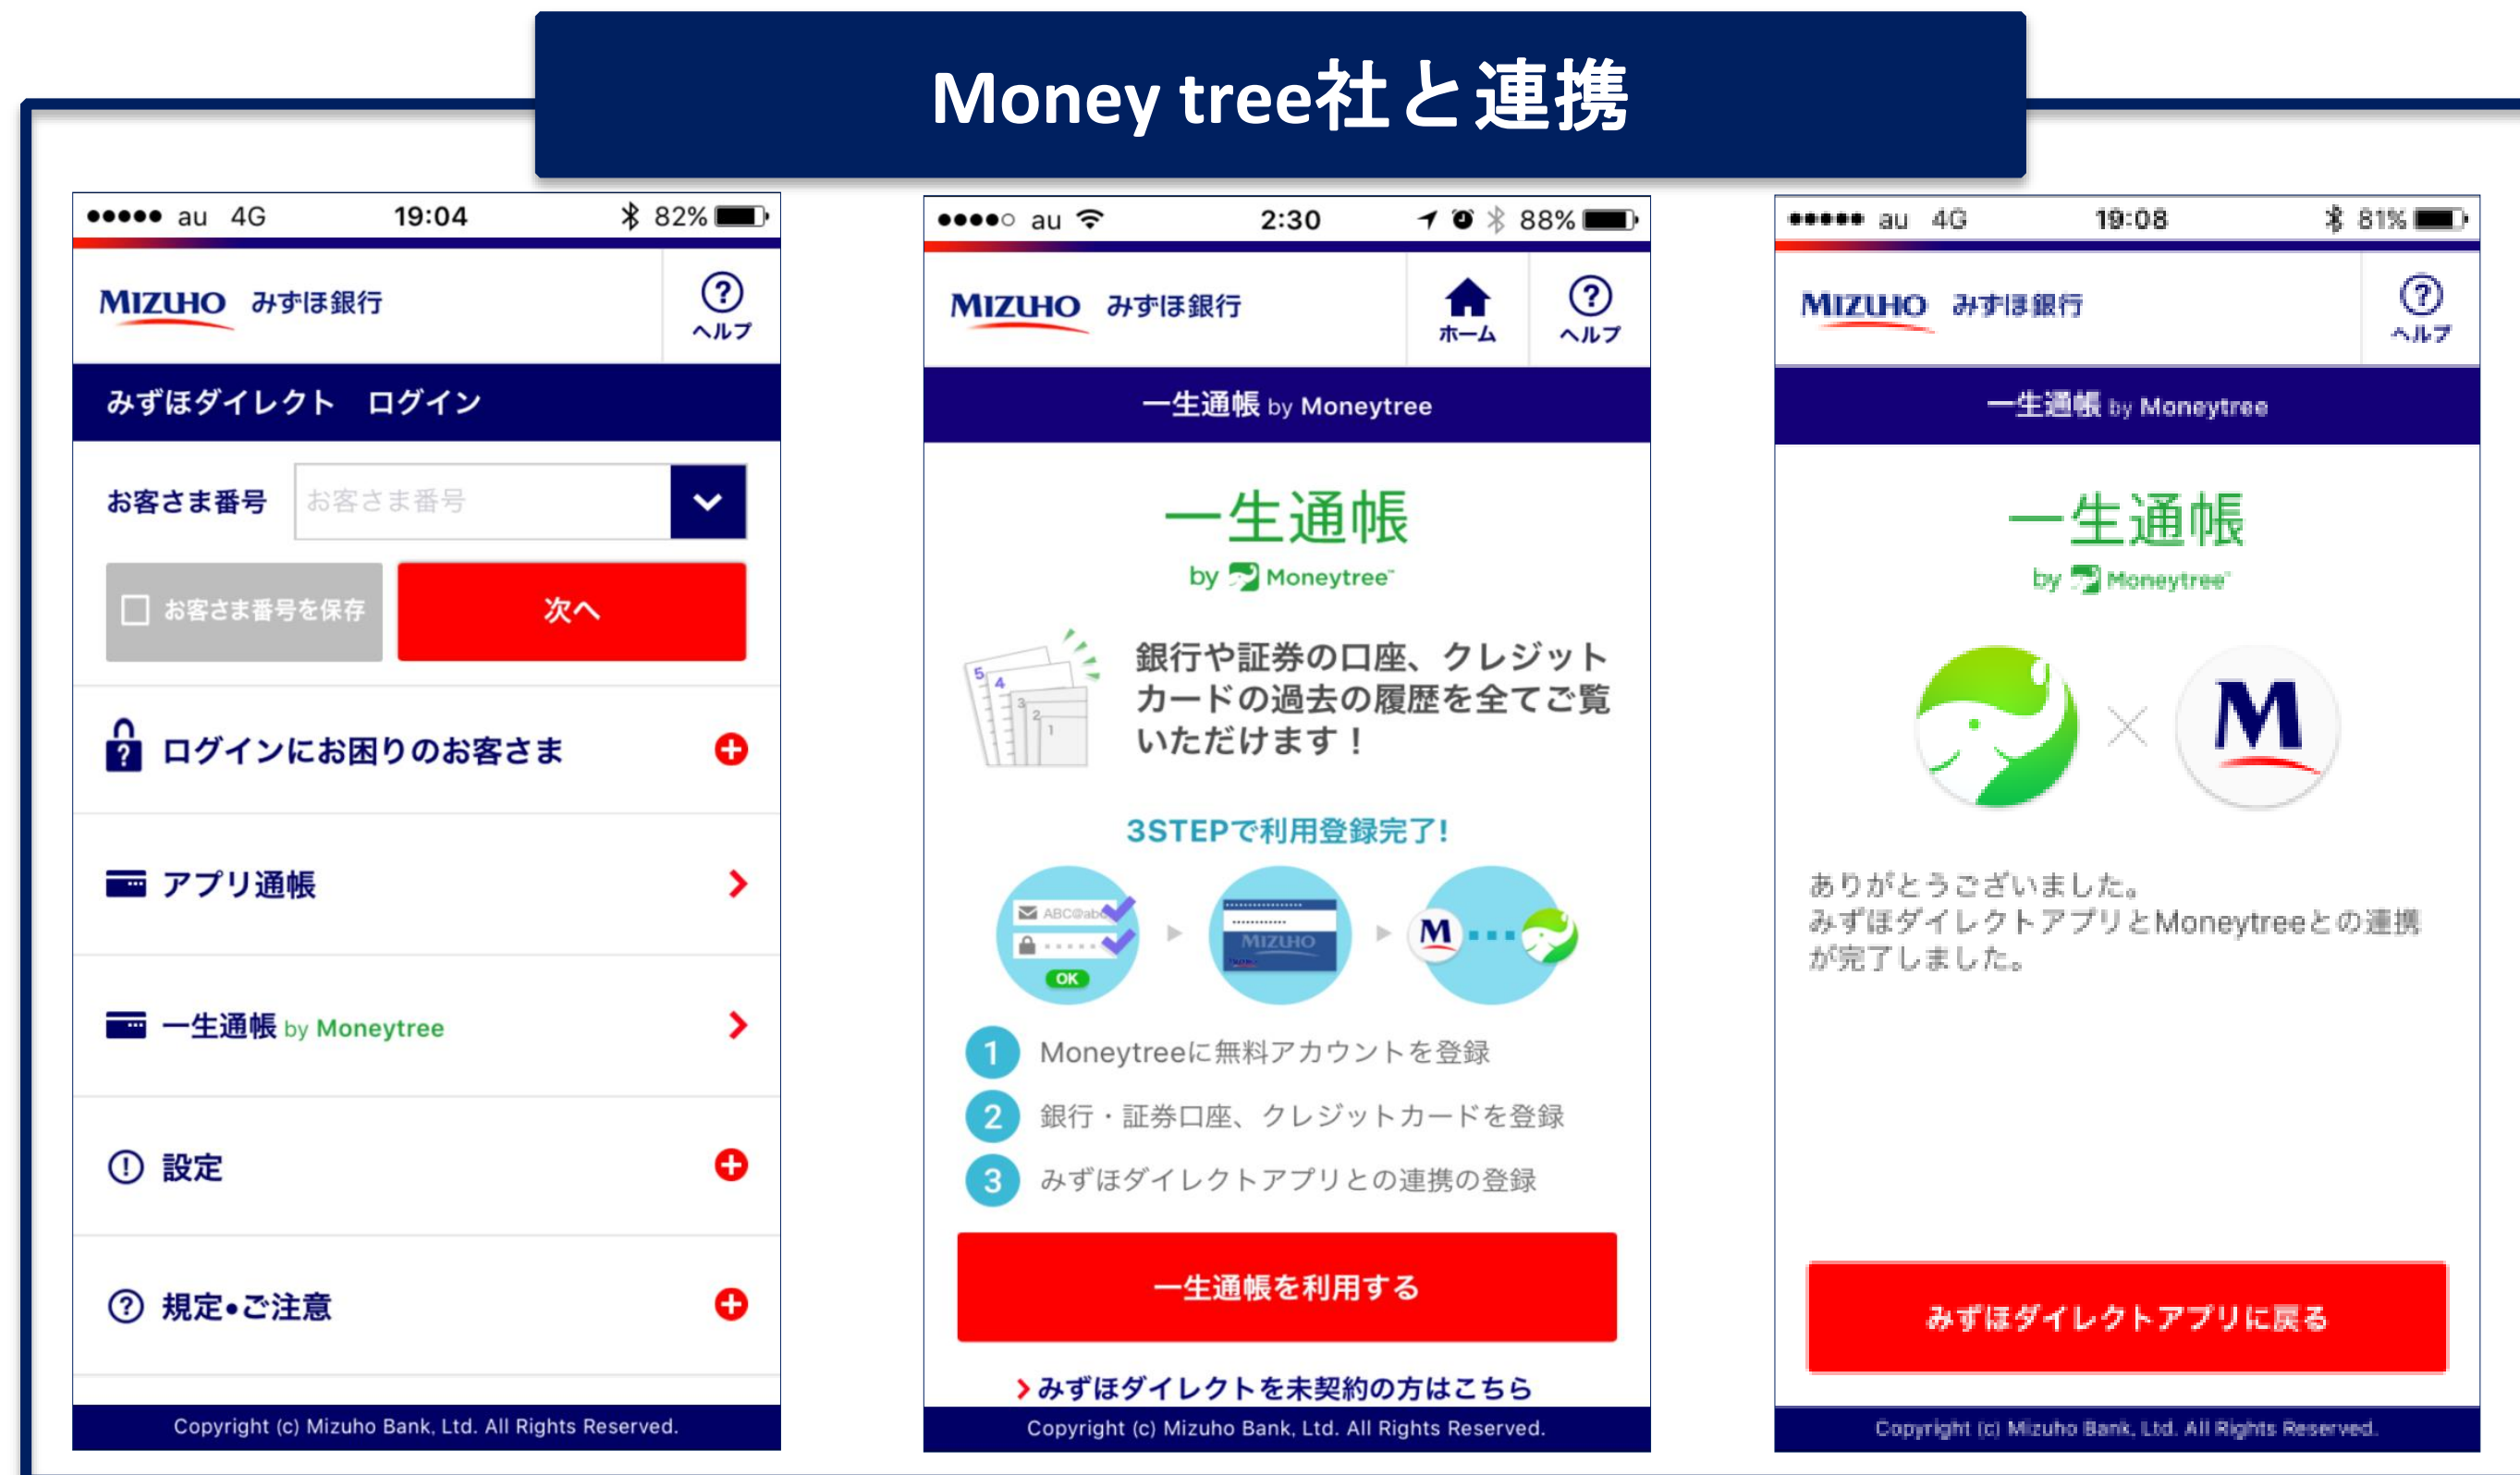 Money tree社と連携
au 4G 19:04 82%
MIZUHO みずほ銀行
ヘルプ
みずほダイレクト ログイン
お客さま番号 お客さま番号
お客さま番号を保存 次へ
ログインにお困りのお客さま
アプリ通帳
一生通帳 by Moneytree
設定
規定•ご注意
Copyright (c) Mizuho Bank, Ltd. All Rights Reserved.
au 2:30 88%
MIZUHO みずほ銀行
ホーム ヘルプ
一生通帳 by Moneytree
一生通帳
by Moneytree
5 4 3 2 1
銀行や証券の口座、クレジット
カードの過去の履歴を全てご覧
いただけます！
3STEPで利用登録完了!
ABC@abc
OK
MIZUHO
M
1 Moneytreeに無料アカウントを登録
2 銀行・証券口座、クレジットカードを登録
3 みずほダイレクトアプリとの連携の登録
一生通帳を利用する
みずほダイレクトを未契約の方はこちら
Copyright (c) Mizuho Bank, Ltd. All Rights Reserved.
au 4G 19:08 81%
MIZUHO みずほ銀行
ヘルプ
一生通帳 by Moneytree
一生通帳
by Moneytree
× M
ありがとうございました。
みずほダイレクトアプリとMoneytreeとの連携
が完了しました。
みずほダイレクトアプリに戻る
Copyright (c) Mizuho Bank, Ltd. All Rights Reserved.